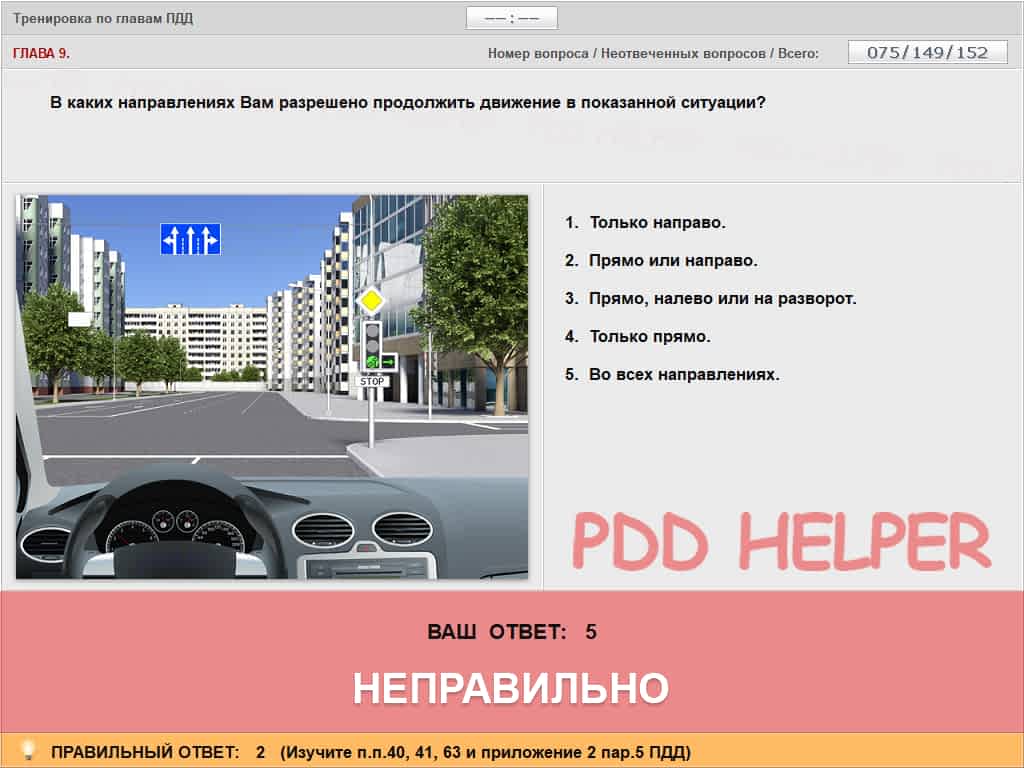 Тренировка по главам ПДД
—— : ——
ГЛАВА 9.
Номер вопроса / Неотвеченных вопросов / Всего:
075/149/152
В каких направлениях Вам разрешено продолжить движение в показанной ситуации?
STOP
1. Только направо.
2. Прямо или направо.
3. Прямо, налево или на разворот.
4. Только прямо.
5. Во всех направлениях.
PDD HELPER
ВАШ ОТВЕТ: 5
НЕПРАВИЛЬНО
ПРАВИЛЬНЫЙ ОТВЕТ: 2 (Изучите п.п.40, 41, 63 и приложение 2 пар.5 ПДД)